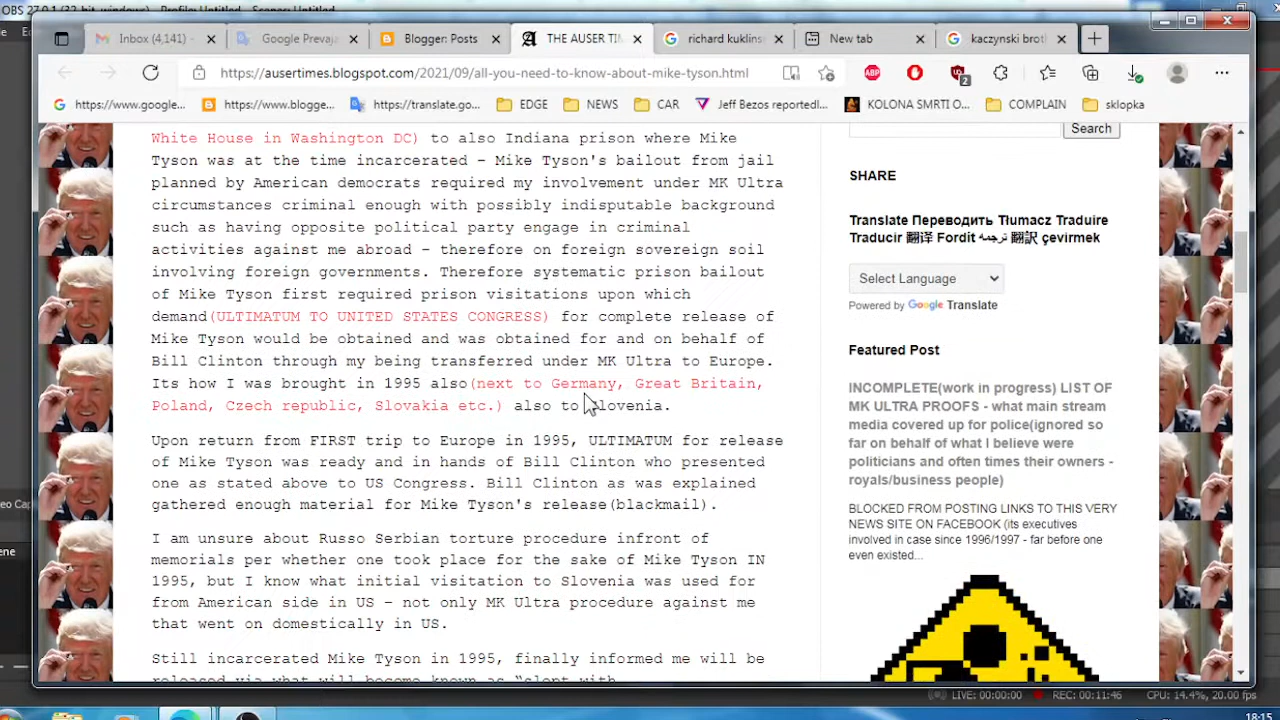 OBS 27.0.1 (32-bit, windows) - Profile: Untitled - Scenes: Untitled
Inbox (4,141)
Google Prevaja
Blogger: Posts
THE AUSER TIM
richard kuklins
New tab
kaczynski broth
https://ausertimes.blogspot.com/2021/09/all-you-need-to-know-about-mike-tyson.html
ABP
2
https://www.google...
https://www.blogge...
https://translate.go...
EDGE
NEWS
CAR
Jeff Bezos reportedl...
KOLONA SMRTI O...
COMPLAIN
sklopka
White House in Washington DC) to also Indiana prison where Mike
Tyson was at the time incarcerated - Mike Tyson's bailout from jail
planned by American democrats required my involvement under MK Ultra
circumstances criminal enough with possibly indisputable background
such as having opposite political party engage in criminal
activities against me abroad - therefore on foreign sovereign soil
involving foreign governments. Therefore systematic prison bailout
of Mike Tyson first required prison visitations upon which
demand(ULTIMATUM TO UNITED STATES CONGRESS) for complete release of
Mike Tyson would be obtained and was obtained for and on behalf of
Bill Clinton through my being transferred under MK Ultra to Europe.
Its how I was brought in 1995 also(next to Germany, Great Britain,
Poland, Czech republic, Slovakia etc.) also to Slovenia.
Upon return from FIRST trip to Europe in 1995, ULTIMATUM for release
of Mike Tyson was ready and in hands of Bill Clinton who presented
one as stated above to US Congress. Bill Clinton as was explained
gathered enough material for Mike Tyson's release(blackmail).
I am unsure about Russo Serbian torture procedure infront of
memorials per whether one took place for the sake of Mike Tyson IN
1995, but I know what initial visitation to Slovenia was used for
from American side in US - not only MK Ultra procedure against me
that went on domestically in US.
Still incarcerated Mike Tyson in 1995, finally informed me will be
released via what will become known as "slept with
Search
SHARE
Translate Переводить Tłumacz Traduire
Traducir 翻译 Fordít ترجمه 翻訳 çevirmek
Select Language
Powered by Google Translate
Featured Post
INCOMPLETE(work in progress) LIST OF
MK ULTRA PROOFS - what main stream
media covered up for police(ignored so
far on behalf of what I believe were
politicians and often times their owners -
royals/business people)
BLOCKED FROM POSTING LINKS TO THIS VERY
NEWS SITE ON FACEBOOK (its executives
involved in case since 1996/1997 - far before one
even existed...
LIVE: 00:00:00
REC: 00:11:46
CPU: 14.4%, 20.00 fps
18:15